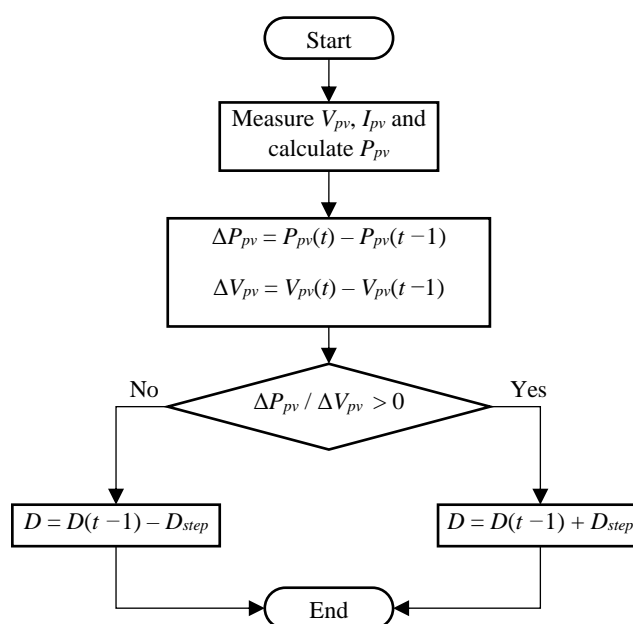 Start
Measure Vpv, Ipv and
calculate Ppv
ΔPpv = Ppv(t) – Ppv(t −1)
ΔVpv = Vpv(t) – Vpv(t−1)
No
Yes
ΔPpv / ΔVpv > 0
D = D(t −1) – Dstep
D = D(t −1) + Dstep
End